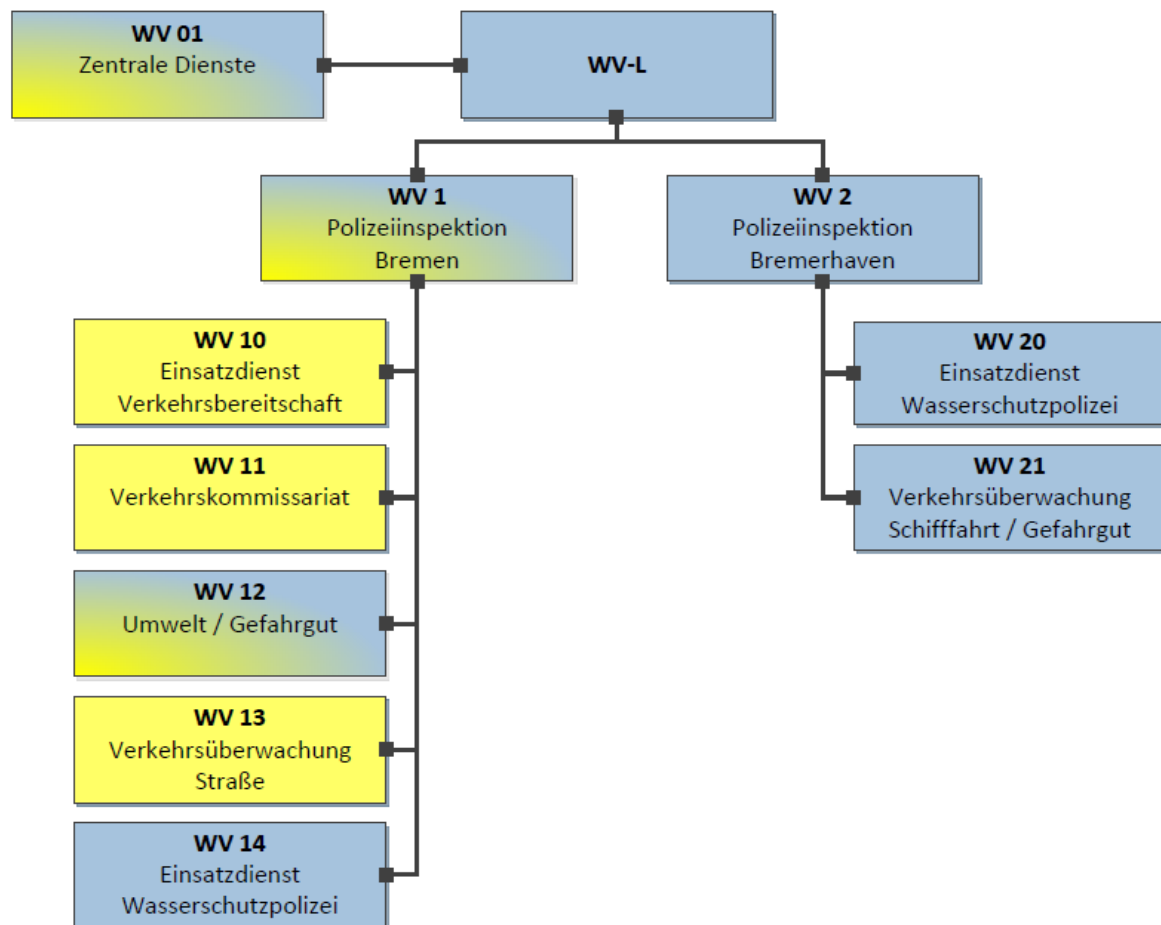 WV 01
Zentrale Dienste
WV-L
WV 1
Polizeiinspektion
Bremen
WV 2
Polizeiinspektion
Bremerhaven
WV 10
Einsatzdienst
Verkehrsbereitschaft
WV 11
Verkehrskommissariat
WV 12
Umwelt / Gefahrgut
WV 13
Verkehrsüberwachung
Straße
WV 14
Einsatzdienst
Wasserschutzpolizei
WV 20
Einsatzdienst
Wasserschutzpolizei
WV 21
Verkehrsüberwachung
Schifffahrt / Gefahrgut